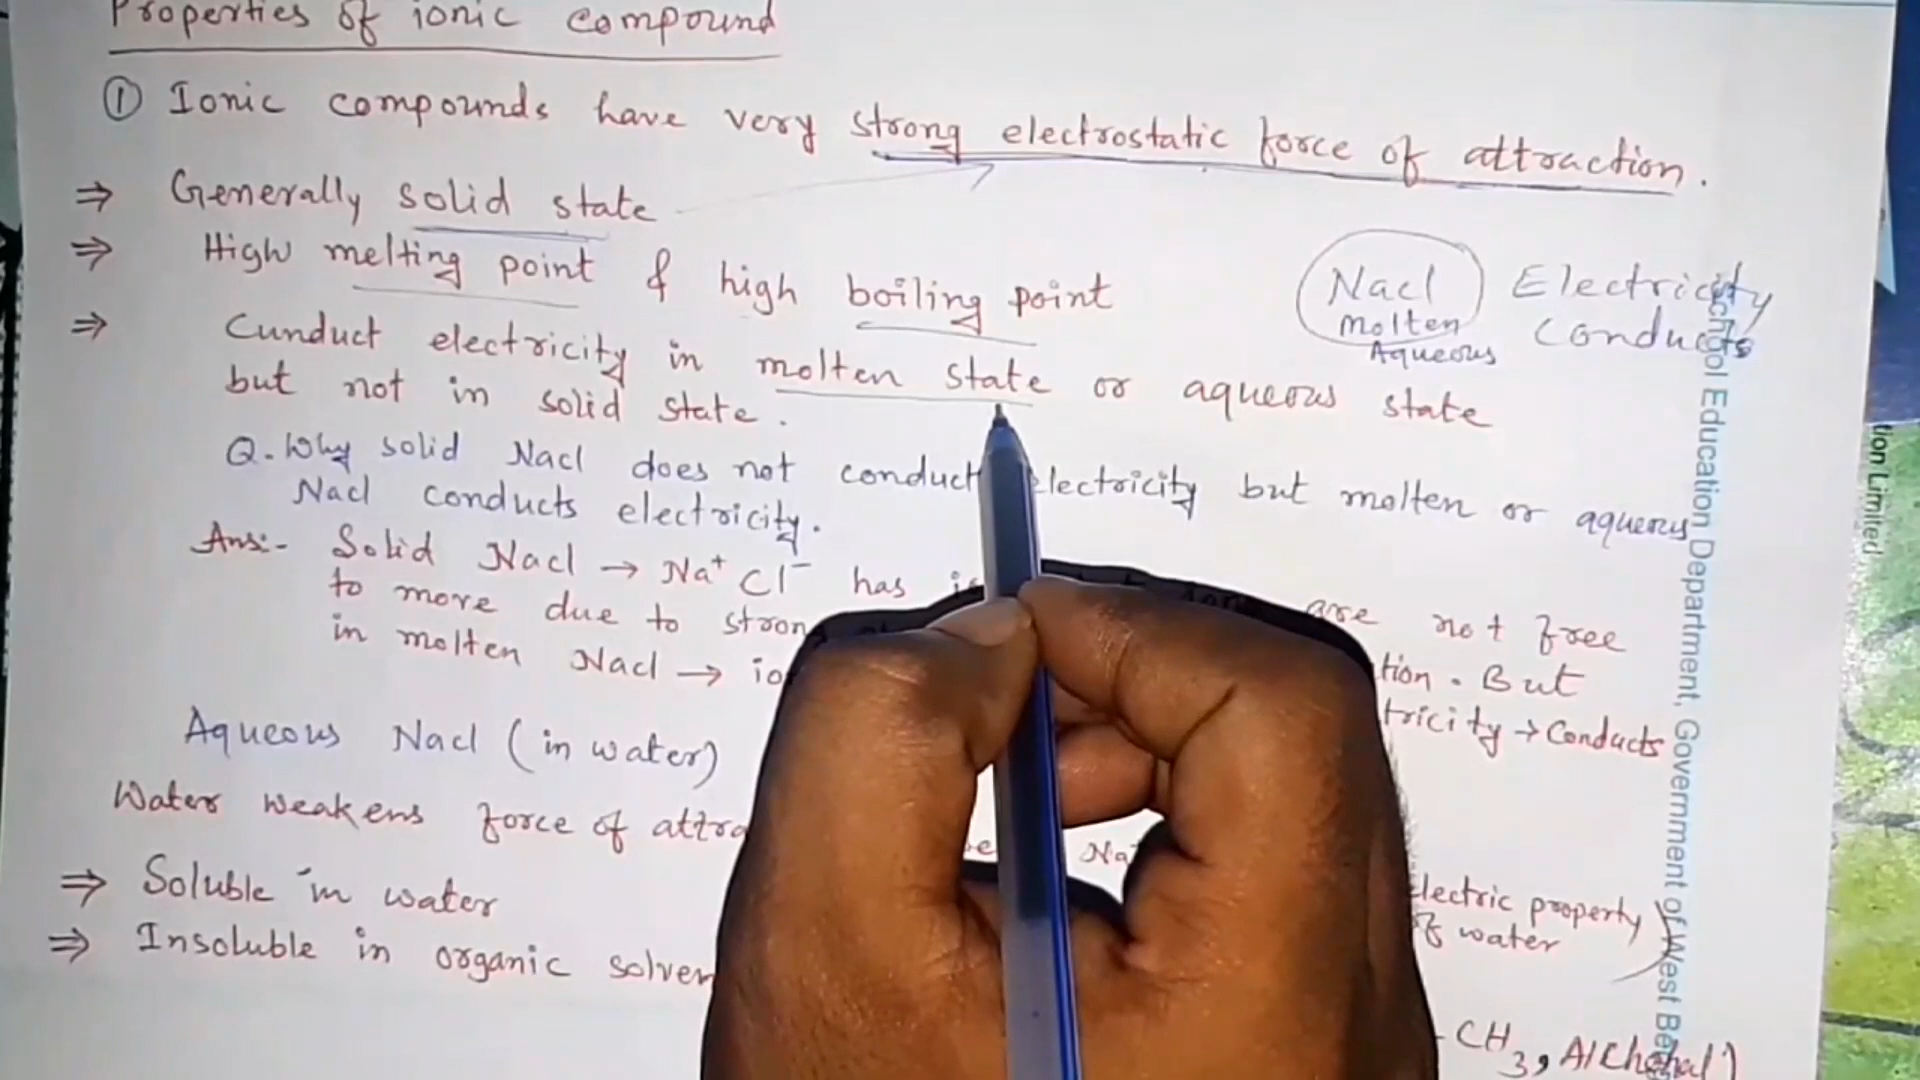 Properties of ionic compound
① Ionic compounds have very strong electrostatic force of attraction.
⇒ Generally solid state
⇒ High melting point & high boiling point
Nacl Electricity
molten Conducts
Aqueous
⇒ Cunduct electricity in molten state or aqueous state
but not in solid state.
Q. Why solid Nacl does not conduct electricity but molten or aqueous
Nacl conducts electricity.
Ans:- Solid Nacl → Na⁺ Cl⁻ has are not free
to move due to strong tion. But
in molten Nacl → io tricity → Conducts
Aqueous Nacl (in water)
Water weakens force of attra Na
lectric property
of water)
⇒ Soluble in water
⇒ Insoluble in organic solven
CH₃, Alchohal)
School Education Department, Government of West Be
tion Limited